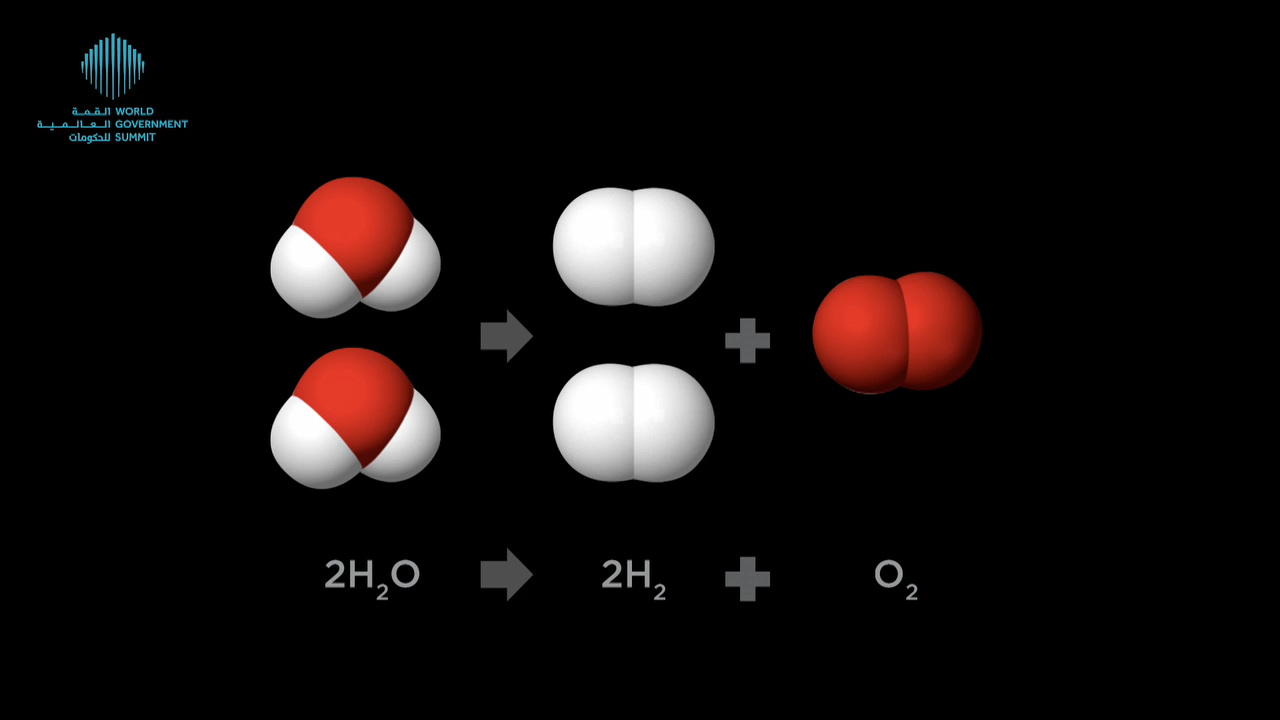 القمة WORLD
العالمية GOVERNMENT
للحكومات SUMMIT
2H₂O 2H₂ + O₂